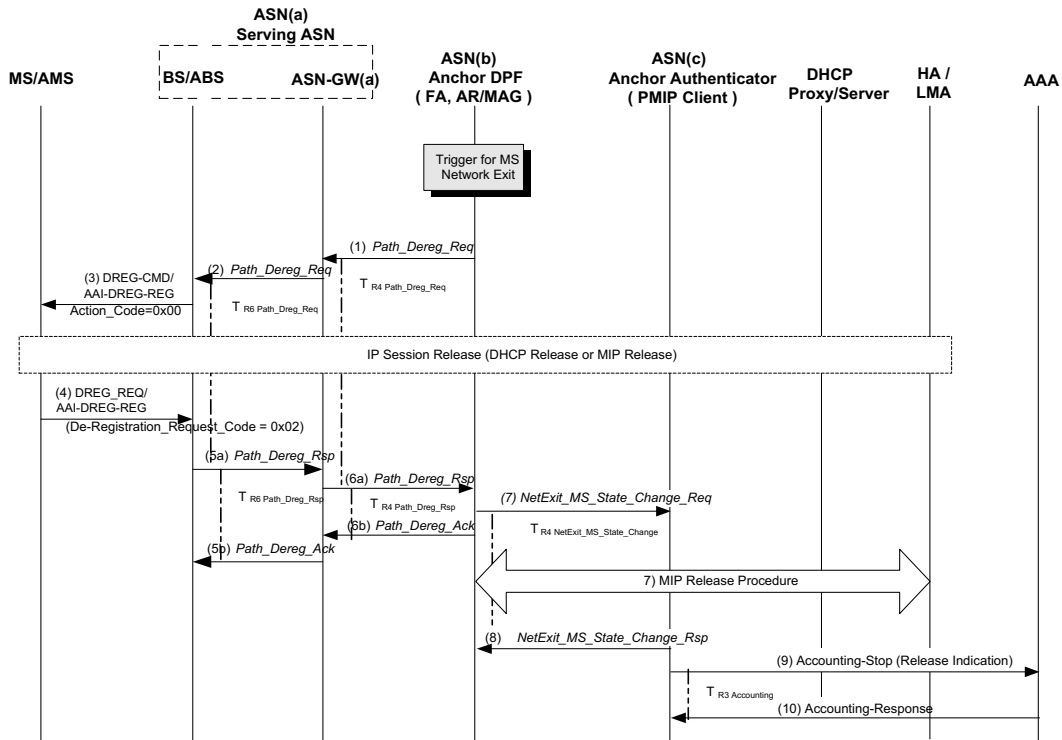 ASN(a)
Serving ASN
MS/AMS
BS/ABS
ASN-GW(a)
ASN(b)
Anchor DPF
( FA, AR/MAG )
ASN(c)
Anchor Authenticator
( PMIP Client )
DHCP
Proxy/Server
HA /
LMA
AAA
Trigger for MS
Network Exit
(1) Path_Dereg_Req
(2) Path_Dereg_Req
T R4 Path_Dreg_Req
(3) DREG-CMD/
AAI-DREG-REG
Action_Code=0x00
T R6 Path_Dreg_Req
IP Session Release (DHCP Release or MIP Release)
(4) DREG_REQ/
AAI-DREG-REG
(De-Registration_Request_Code = 0x02)
(5a) Path_Dereg_Rsp
(6a) Path_Dereg_Rsp
T R6 Path_Dreg_Rsp
T R4 Path_Dreg_Rsp
(7) NetExit_MS_State_Change_Req
(6b) Path_Dereg_Ack
T R4 NetExit_MS_State_Change
(5b) Path_Dereg_Ack
7) MIP Release Procedure
(8) NetExit_MS_State_Change_Rsp
(9) Accounting-Stop (Release Indication)
T R3 Accounting
(10) Accounting-Response